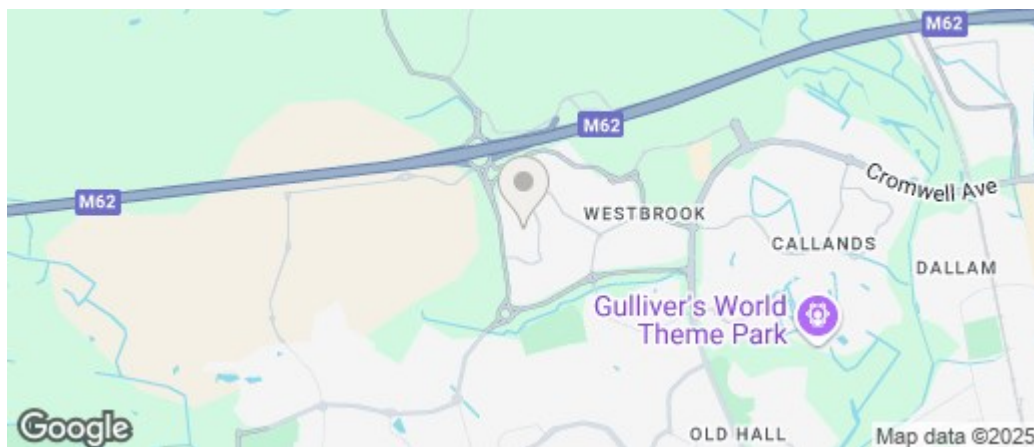 M62
M62
M62
Cromwell Ave
WESTBROOK
CALLANDS
DALLAM
Gulliver's World
Theme Park
OLD HALL
Google
Map data ©2025